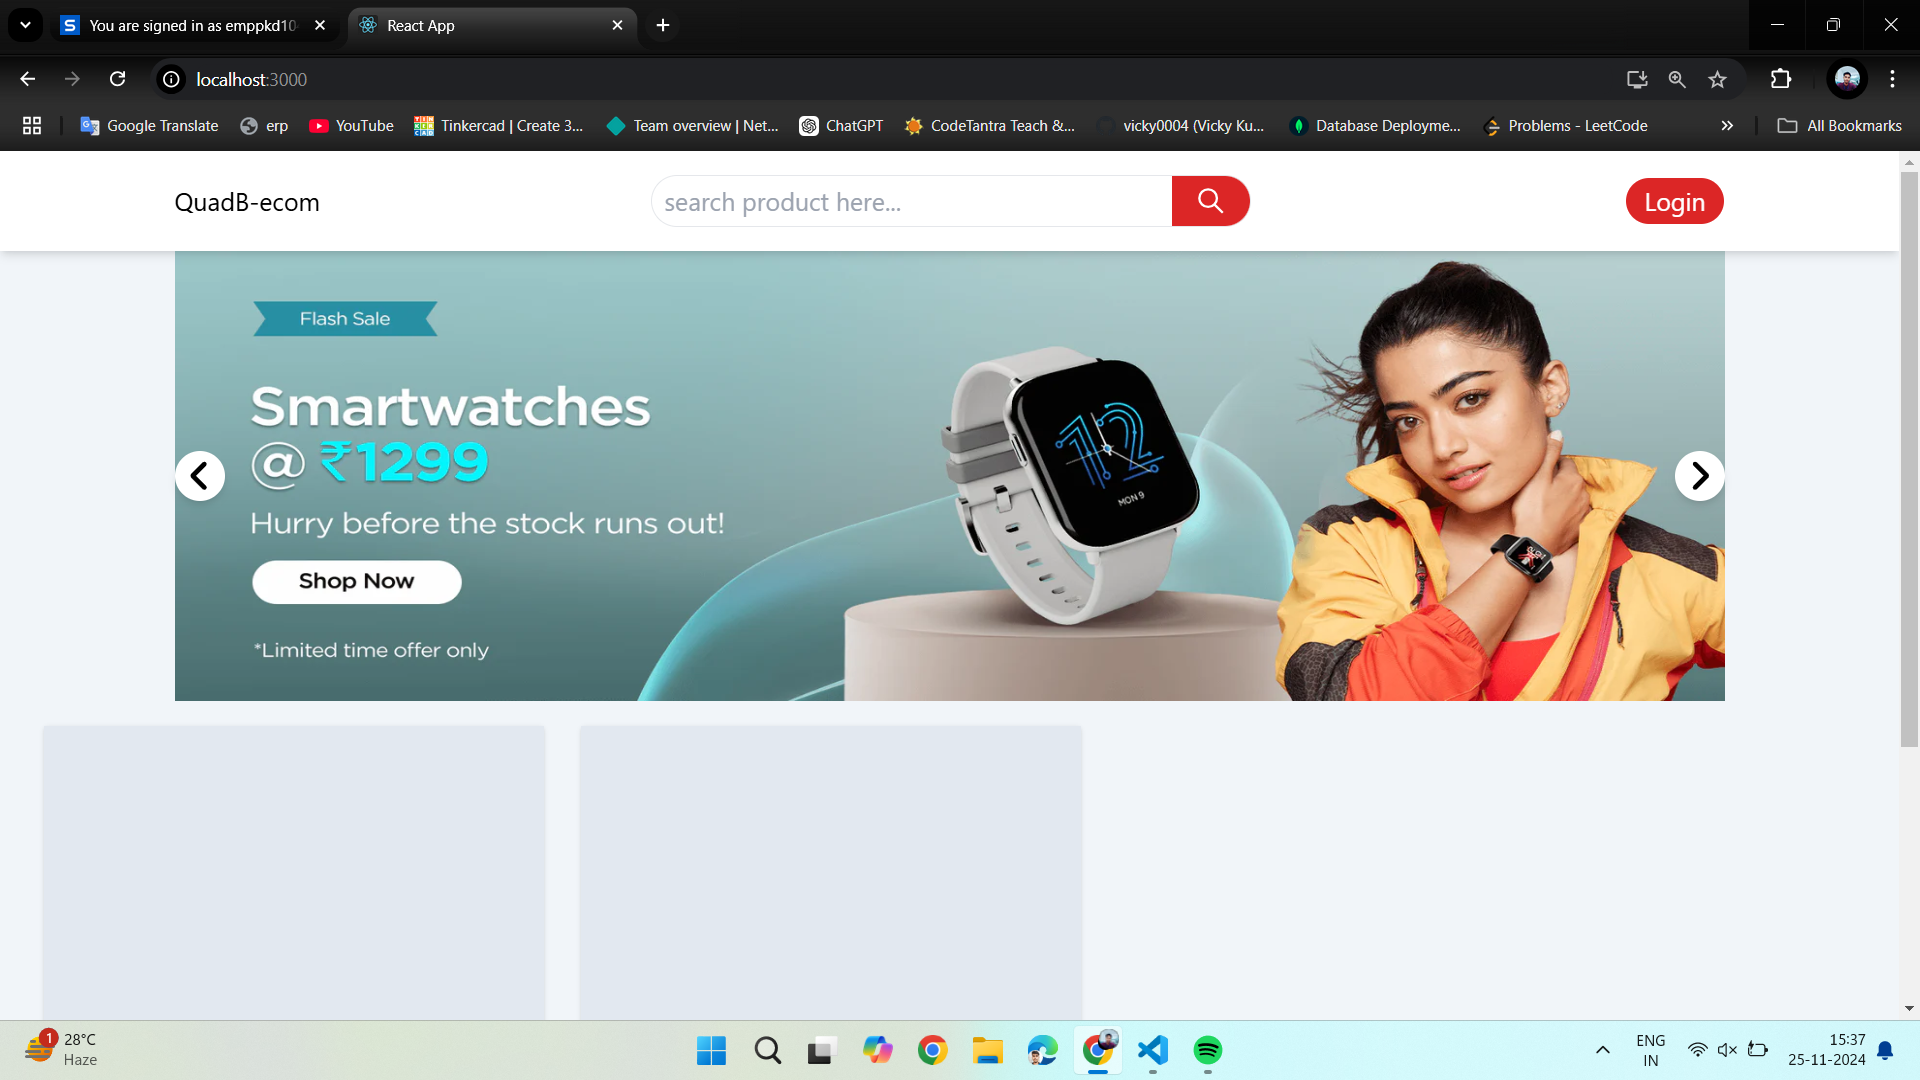 You are signed in as emppkd10
React App
localhost:3000
Google Translate
erp
YouTube
Tinkercad | Create 3...
Team overview | Net...
ChatGPT
CodeTantra Teach &...
vicky0004 (Vicky Ku...
Database Deployme...
Problems - LeetCode
All Bookmarks
QuadB-ecom
search product here...
Login
Flash Sale
Smartwatches
@ ₹1299
Hurry before the stock runs out!
Shop Now
*Limited time offer only
12
MON 9
1
28°C
Haze
ENG
IN
15:37
25-11-2024